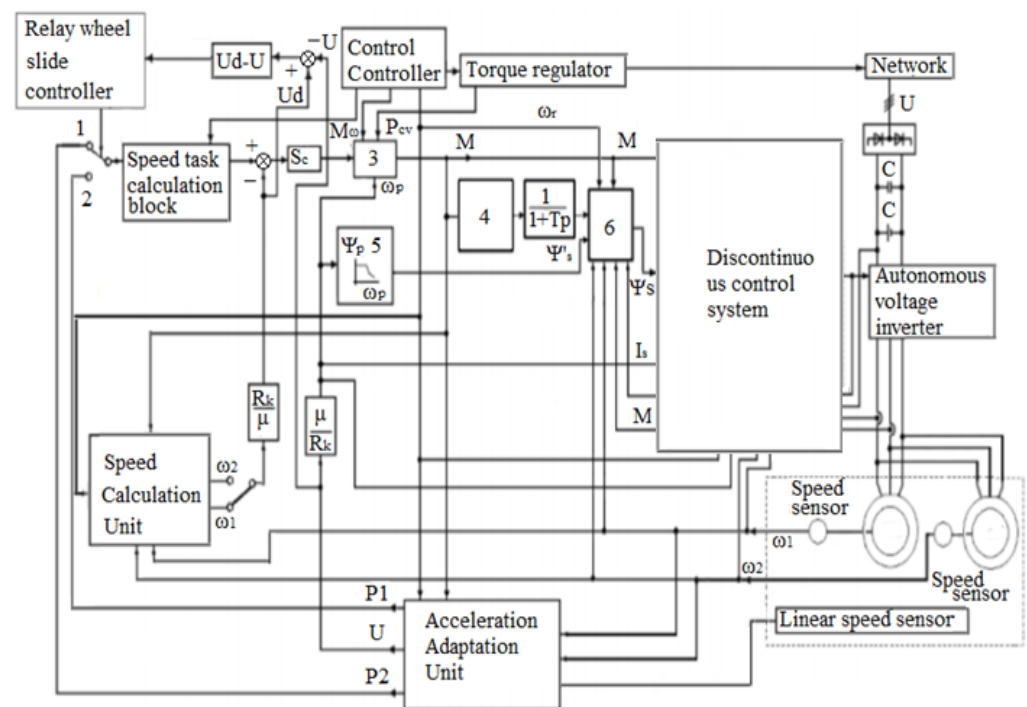 Relay wheel
slide
controller
Ud-U
−U
+
Ud
Control
Controller
Torque regulator
Network
U
1
2
Speed task
calculation
block
+
−
Sc
Mω
Pcv
3
ωp
M
ωr
M
4
1
1+Tp
6
Ψp 5
ωp
Ψ's
Ψs
Discontinuo
us control
system
C
C
Autonomous
voltage
inverter
Is
M
Rk
μ
μ
Rk
Speed
Calculation
Unit
ω2
ω1
Speed
sensor
ω1
ω2
Speed
sensor
Linear speed sensor
P1
U
P2
Acceleration
Adaptation
Unit